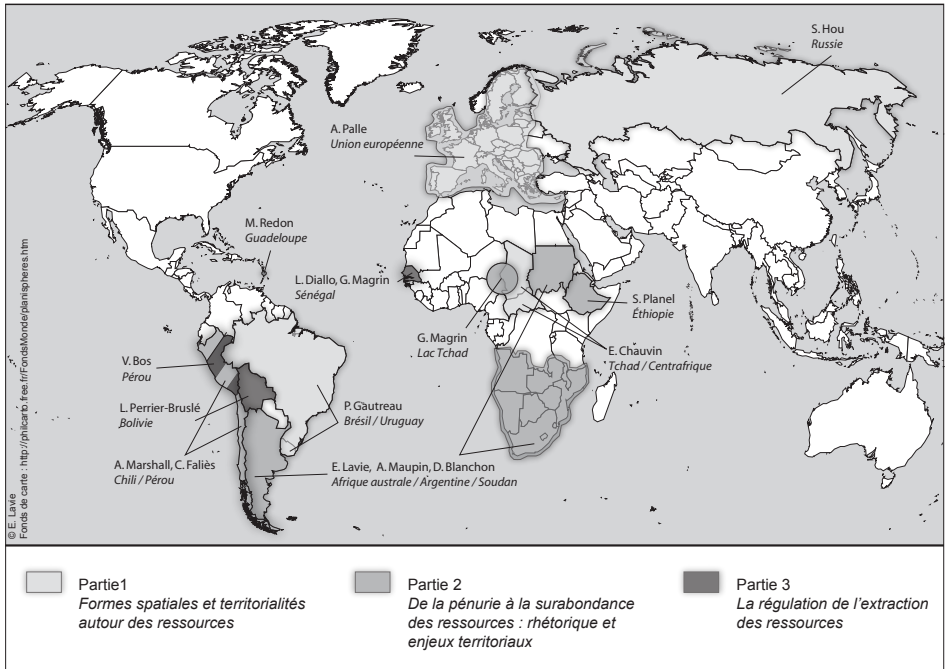 S. Hou
Russie
A. Palle
Union européenne
M. Redon
Guadeloupe
L. Diallo, G. Magrin
Sénégal
S. Planel
Éthiopie
G. Magrin
Lac Tchad
E. Chauvin
Tchad / Centrafrique
V. Bos
Pérou
L. Perrier-Bruslé
Bolivie
P. Gautreau
Brésil / Uruguay
A. Marshall, C. Faliès
Chili / Pérou
E. Lavie, A. Maupin, D. Blanchon
Afrique australe / Argentine / Soudan
© E. Lavie
Fonds de carte : http://philcarto.free.fr/FondsMonde/planispheres.htm
Partie1
Formes spatiales et territorialités
autour des ressources
Partie 2
De la pénurie à la surabondance
des ressources : rhétorique et
enjeux territoriaux
Partie 3
La régulation de l'extraction
des ressources